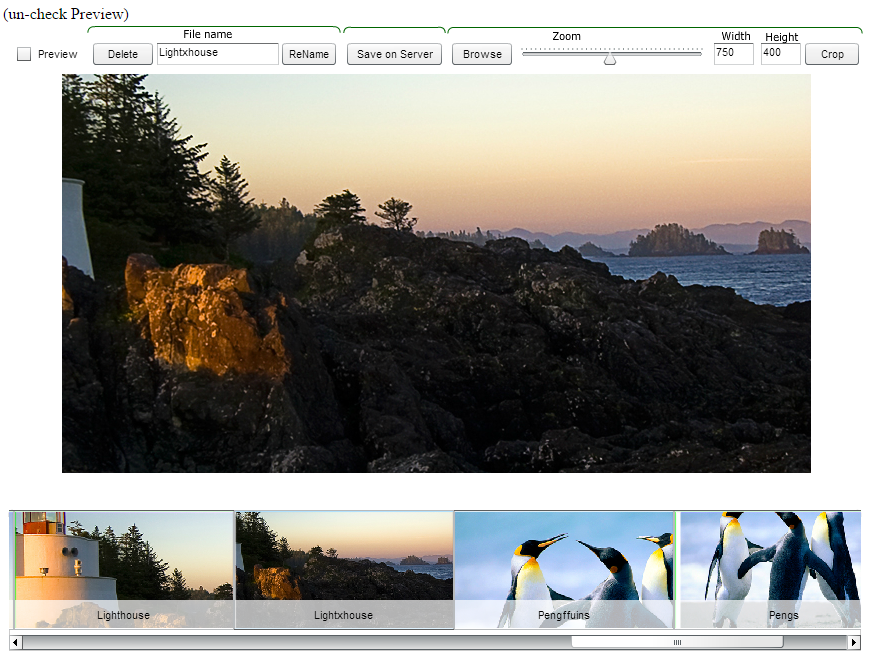 (un-check Preview)
File name Zoom Width Height
Preview Delete Lightxhouse ReName Save on Server Browse 750 400 Crop
Lighthouse Lightxhouse Pengffuins Pengs